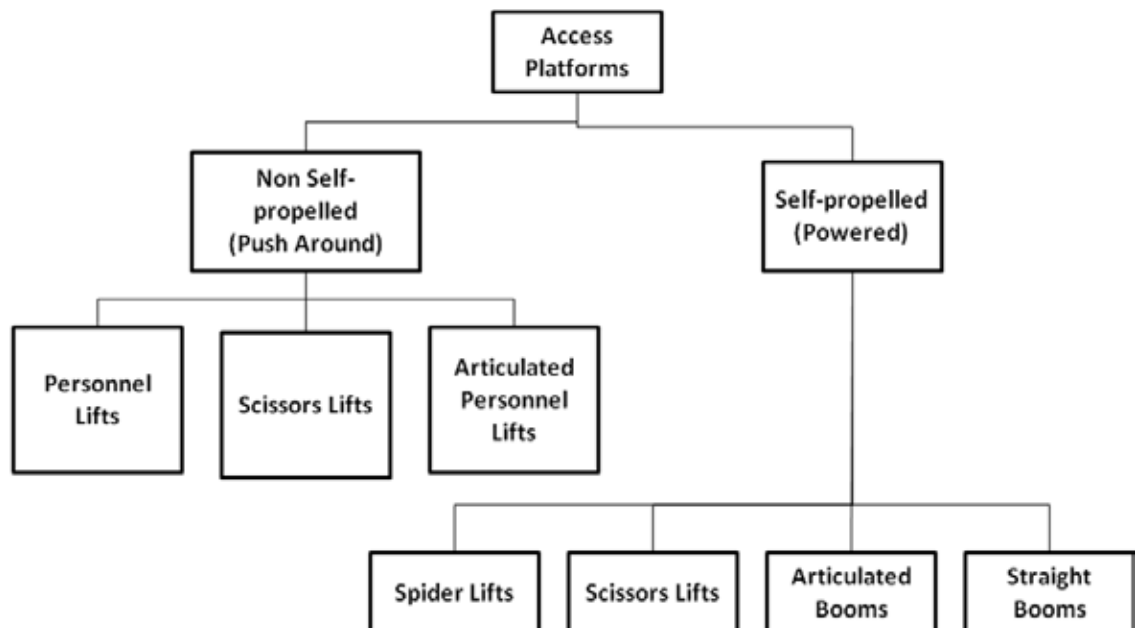 Access
Platforms
Non Self-
propelled
(Push Around)
Self-propelled
(Powered)
Personnel
Lifts
Scissors Lifts
Articulated
Personnel
Lifts
Spider Lifts
Scissors Lifts
Articulated
Booms
Straight
Booms